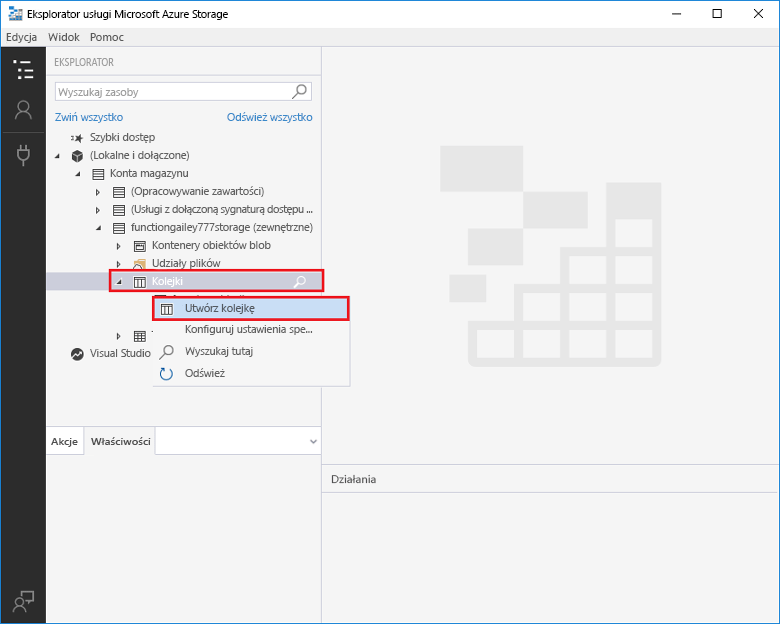 Eksplorator usługi Microsoft Azure Storage
Edycja Widok Pomoc
EKSPLORATOR
Wyszukaj zasoby
Zwiń wszystko Odśwież wszystko
Szybki dostęp
(Lokalne i dołączone)
Konta magazynu
(Opracowywanie zawartości)
(Usługi z dołączoną sygnaturą dostępu ...
functiongailey777storage (zewnętrzne)
Kontenery obiektów blob
Udziały plików
Kolejki
Utwórz kolejkę
Konfiguruj ustawienia spe...
Visual Studio
Wyszukaj tutaj
Odśwież
Akcje Właściwości
Działania